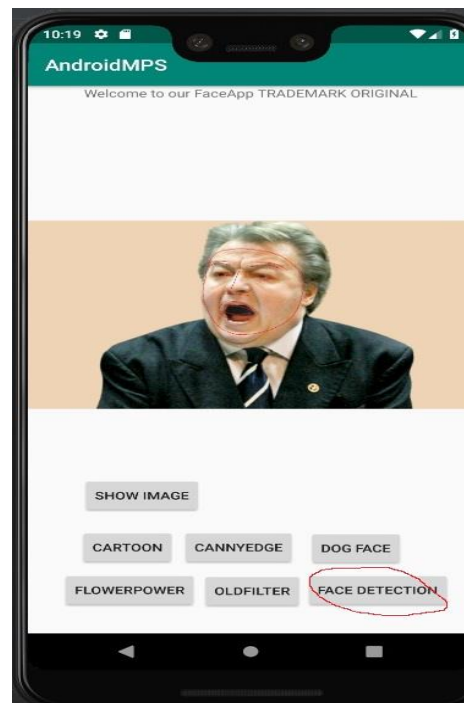 10:19
AndroidMPS
Welcome to our FaceApp TRADEMARK ORIGINAL
SHOW IMAGE
CARTOON CANNYEDGE DOG FACE
FLOWERPOWER OLDFILTER FACE DETECTION